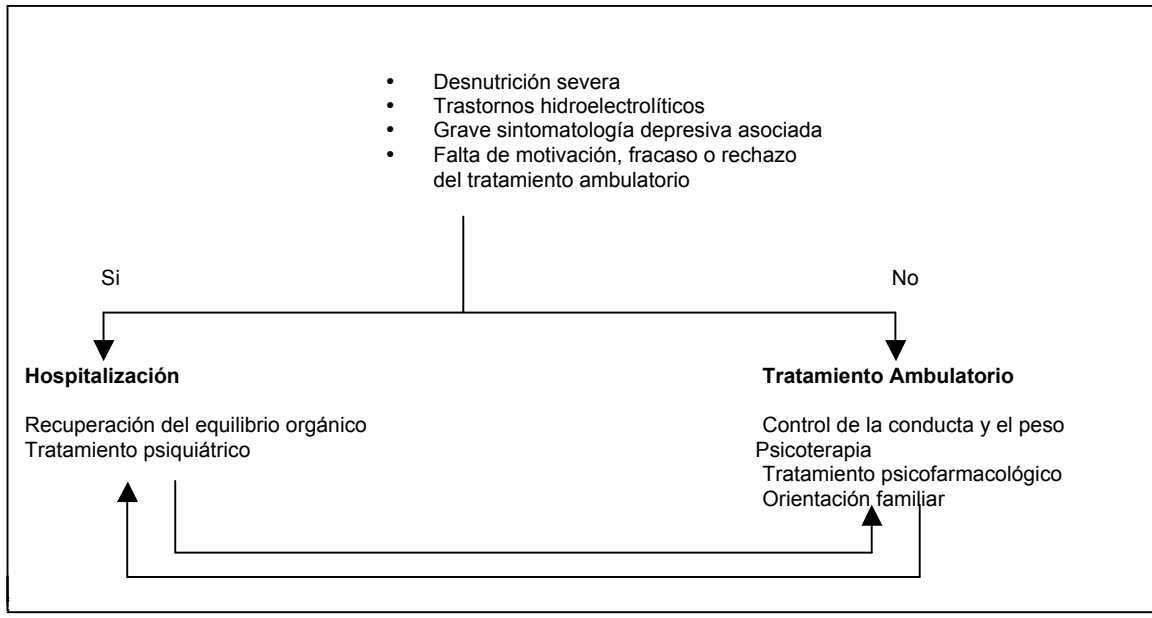 • Desnutrición severa
• Trastornos hidroelectrolíticos
• Grave sintomatología depresiva asociada
• Falta de motivación, fracaso o rechazo
del tratamiento ambulatorio
Si
No
Hospitalización
Recuperación del equilibrio orgánico
Tratamiento psiquiátrico
Tratamiento Ambulatorio
Control de la conducta y el peso
Psicoterapia
Tratamiento psicofarmacológico
Orientación familiar